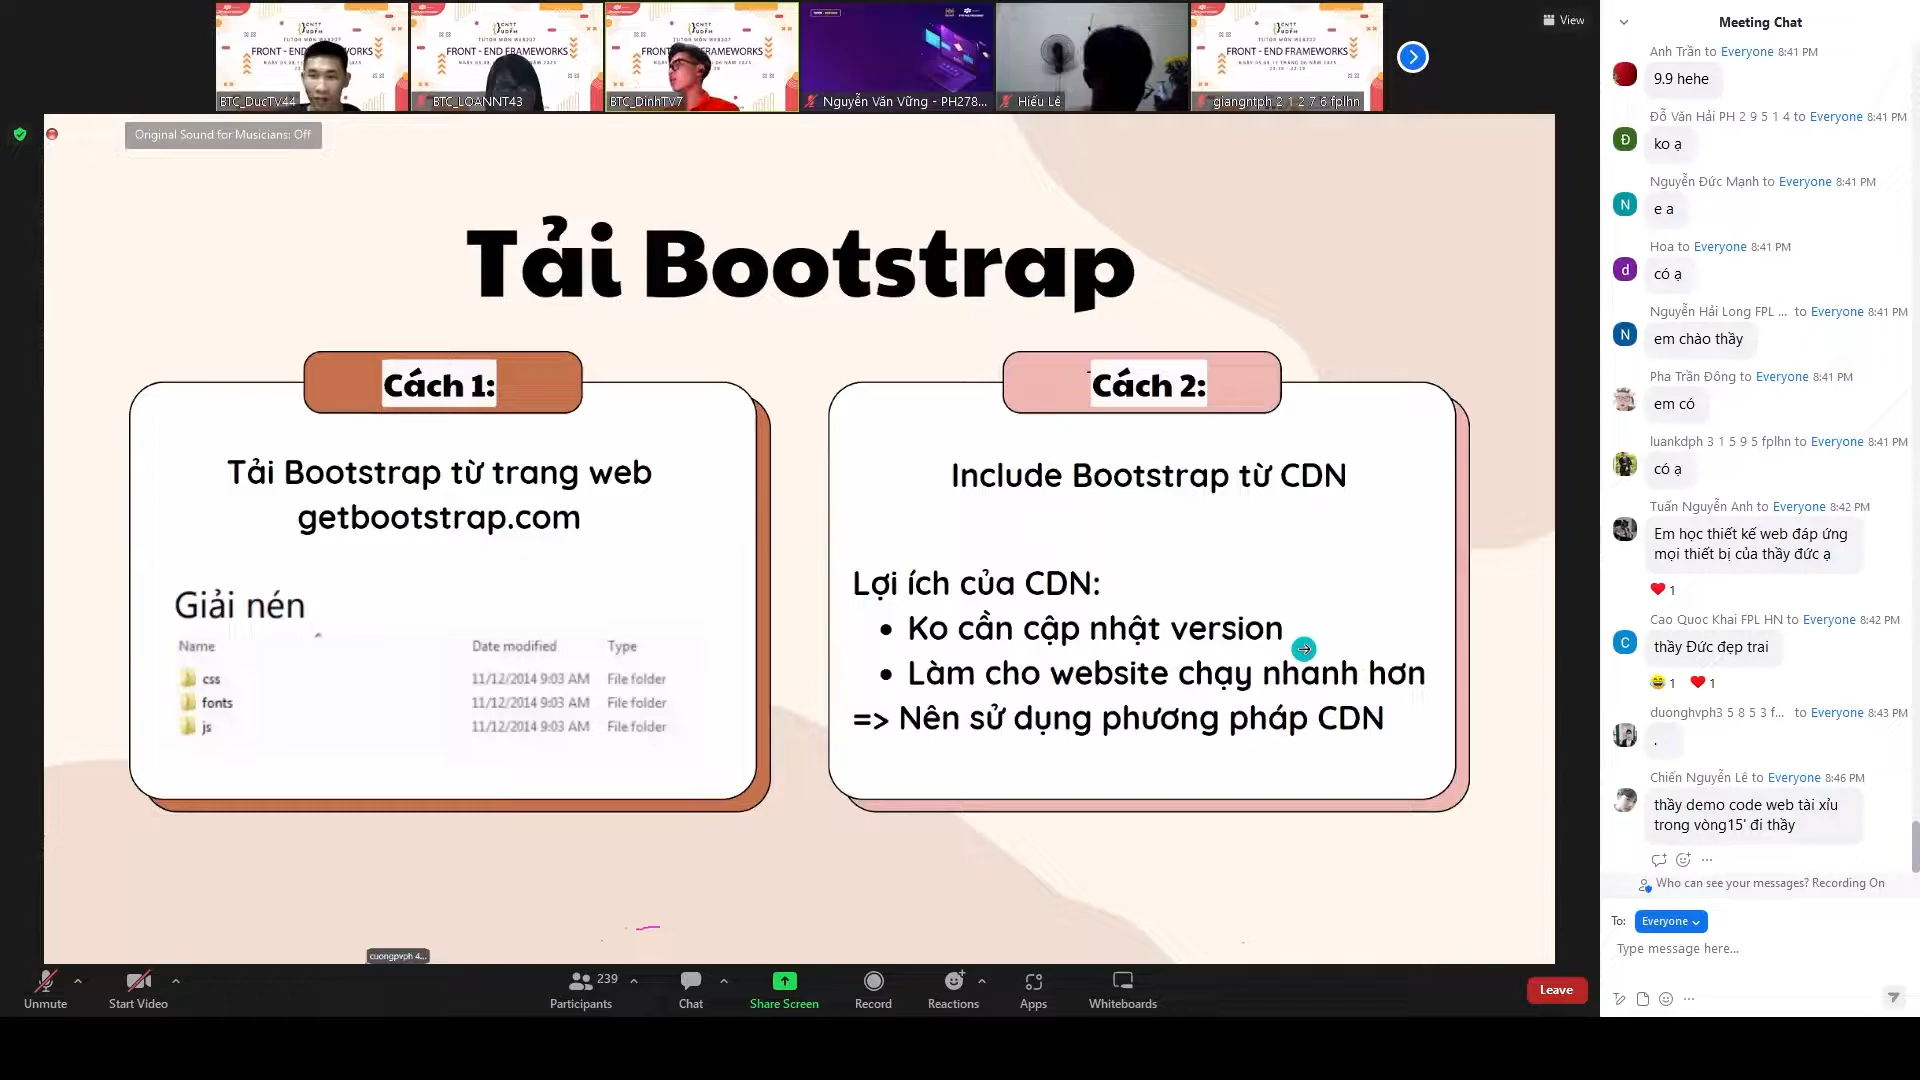 View
FRONT - END FRAMEWORKS
BTC_DucTV44
FRONT - END FRAMEWORKS
BTC_LOANNT43
BTC_DinhTV7
Nguyễn Văn Vững - PH278...
Hiếu Lê
FRONT - END FRAMEWORKS
giangntph 2 1 2 7 6 fplhn
Original Sound for Musicians: Off
Tải Bootstrap
Cách 1:
Tải Bootstrap từ trang web
getbootstrap.com
Giải nén
Name Date modified Type
css 11/12/2014 9:03 AM File folder
fonts 11/12/2014 9:03 AM File folder
js 11/12/2014 9:03 AM File folder
Cách 2:
Include Bootstrap từ CDN
Lợi ích của CDN:
• Ko cần cập nhật version
• Làm cho website chạy nhanh hơn
=> Nên sử dụng phương pháp CDN
cuongpvph 4...
Unmute
Start Video
239
Participants
Chat
Share Screen
Record
Reactions
Apps
Whiteboards
Leave
Meeting Chat
Anh Trần to Everyone 8:41 PM
9.9 hehe
Đỗ Văn Hải PH 2 9 5 1 4 to Everyone 8:41 PM
Đ
ko ạ
Nguyễn Đức Mạnh to Everyone 8:41 PM
N
e a
Hoa to Everyone 8:41 PM
d
có ạ
Nguyễn Hải Long FPL ... to Everyone 8:41 PM
N
em chào thầy
Pha Trần Đông to Everyone 8:41 PM
em có
luankdph 3 1 5 9 5 fplhn to Everyone 8:41 PM
có ạ
Tuấn Nguyễn Anh to Everyone 8:42 PM
Em học thiết kế web đáp ứng
mọi thiết bị của thầy đức ạ
1
Cao Quoc Khai FPL HN to Everyone 8:42 PM
C
thầy Đức đẹp trai
1 1
duonghvph3 5 8 5 3 f... to Everyone 8:43 PM
.
Chiến Nguyễn Lê to Everyone 8:46 PM
thầy demo code web tài xỉu
trong vòng15' đi thầy
Who can see your messages? Recording On
To: Everyone
Type message here...